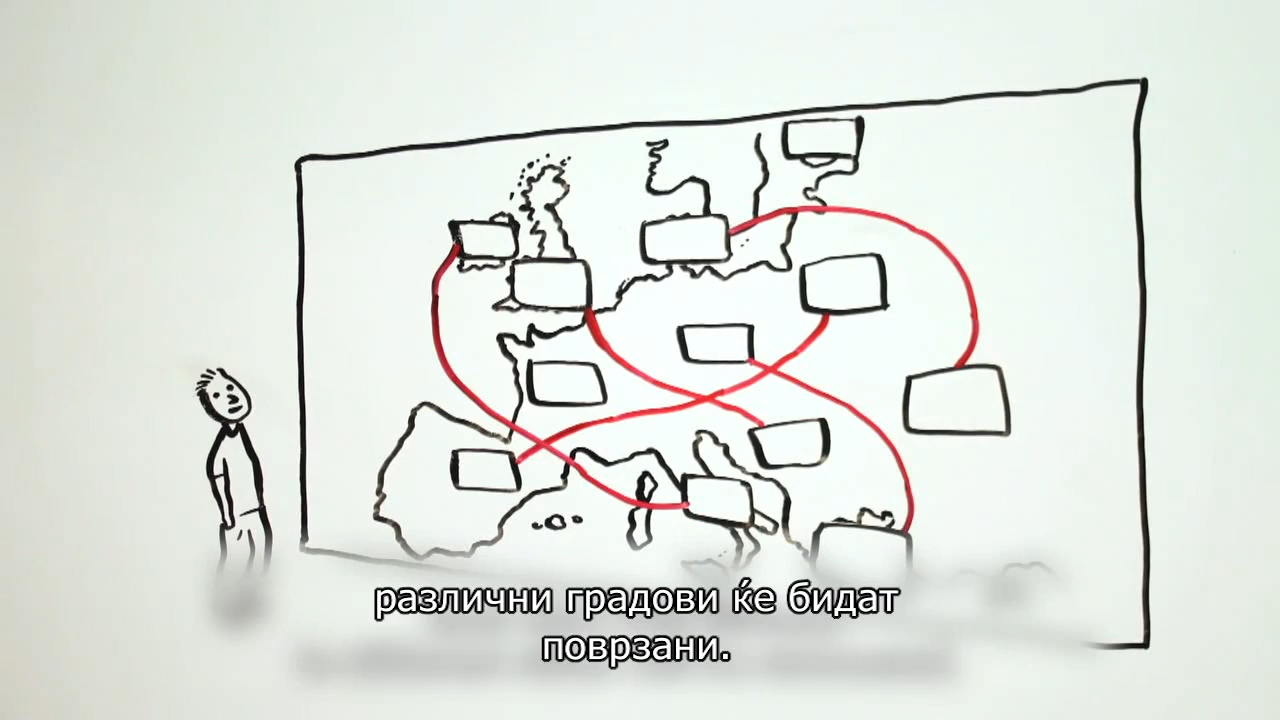 различни градови ќе бидат
поврзани.